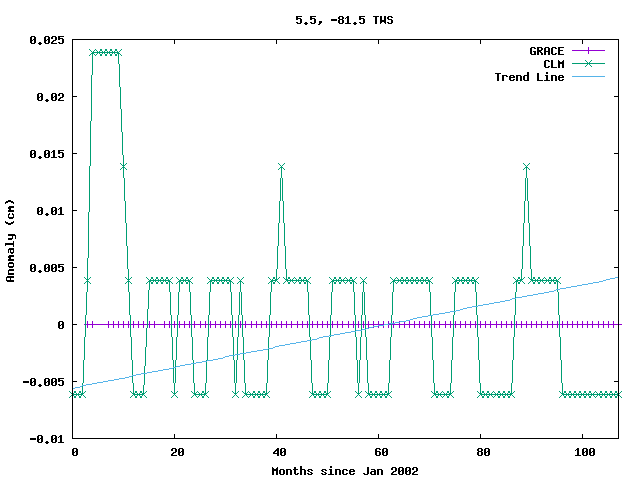 5.5, -81.5 TWS
GRACE
CLM
Trend Line
Anomaly (cm)
0.025
0.02
0.015
0.01
0.005
0
-0.005
-0.01
0 20 40 60 80 100
Months since Jan 2002